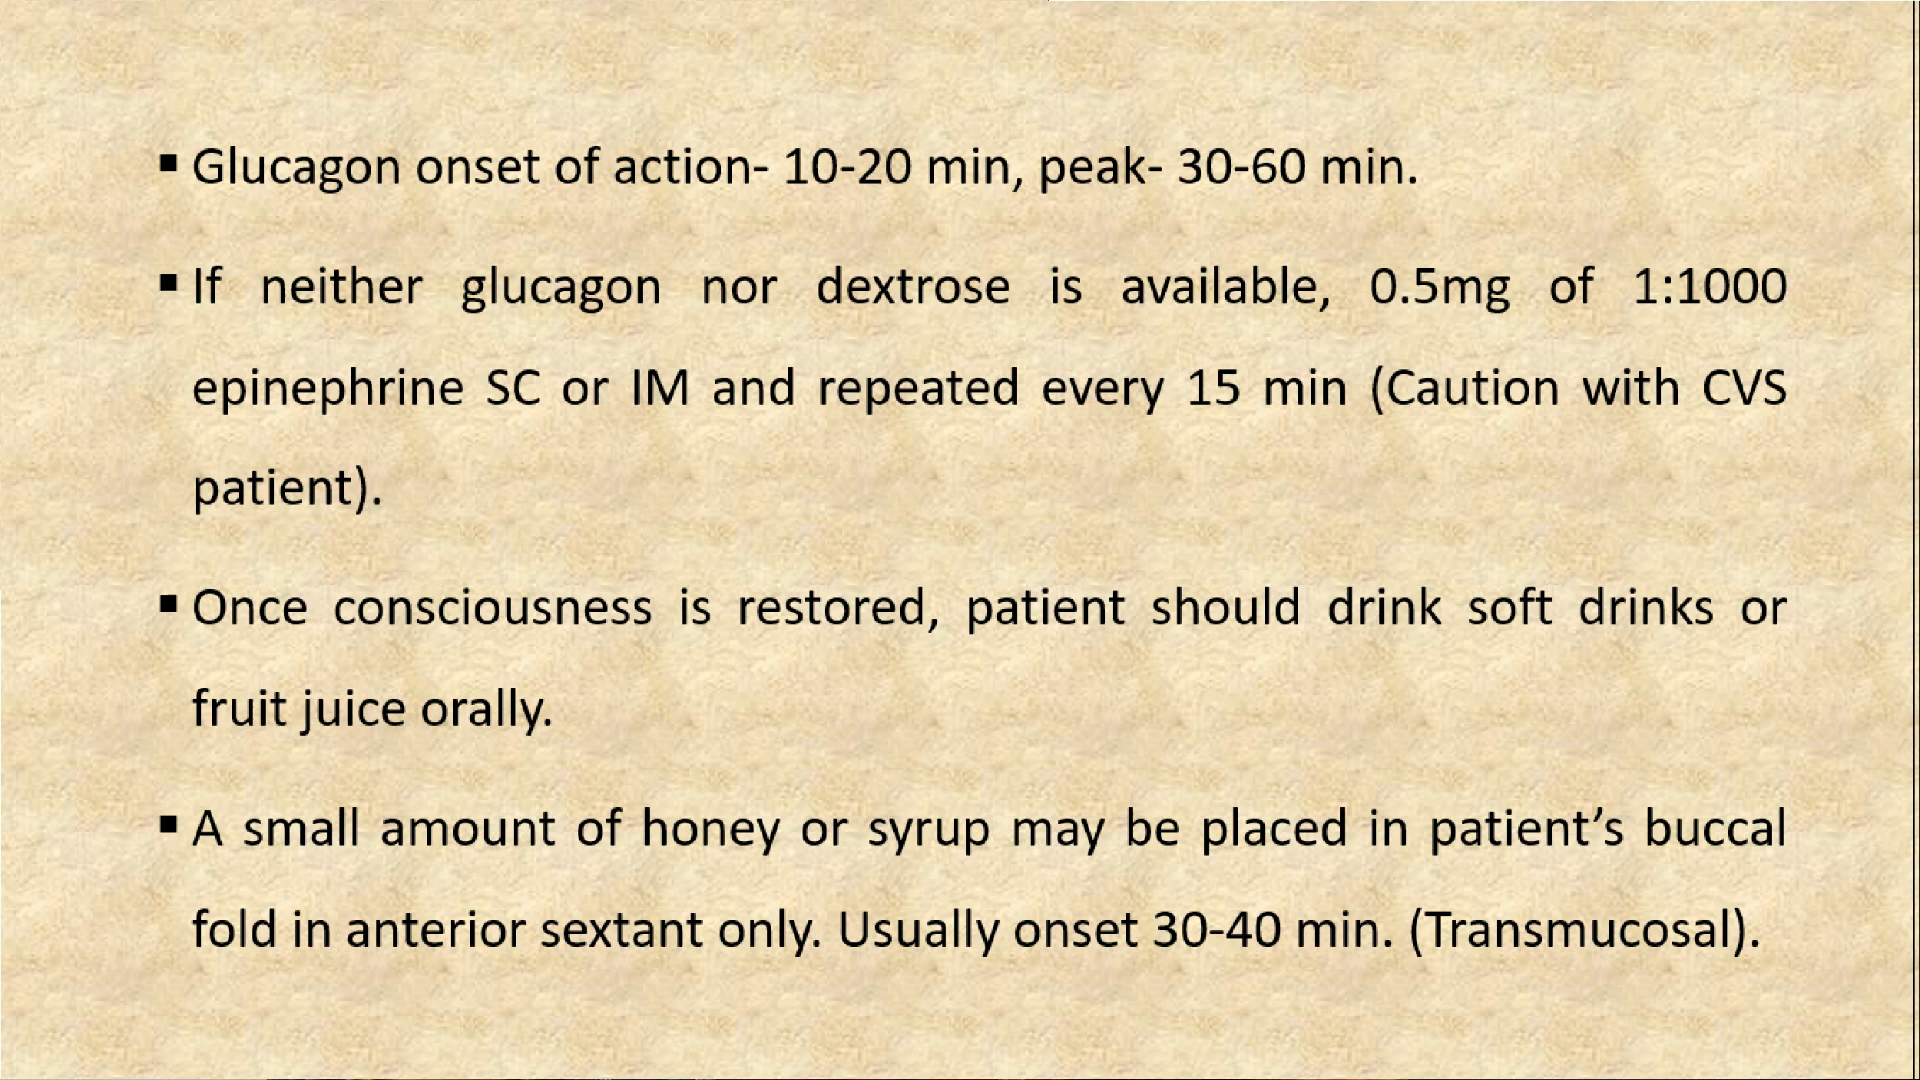 ▪ Glucagon onset of action- 10-20 min, peak- 30-60 min.
▪ If neither glucagon nor dextrose is available, 0.5mg of 1:1000
epinephrine SC or IM and repeated every 15 min (Caution with CVS
patient).
▪ Once consciousness is restored, patient should drink soft drinks or
fruit juice orally.
▪ A small amount of honey or syrup may be placed in patient’s buccal
fold in anterior sextant only. Usually onset 30-40 min. (Transmucosal).